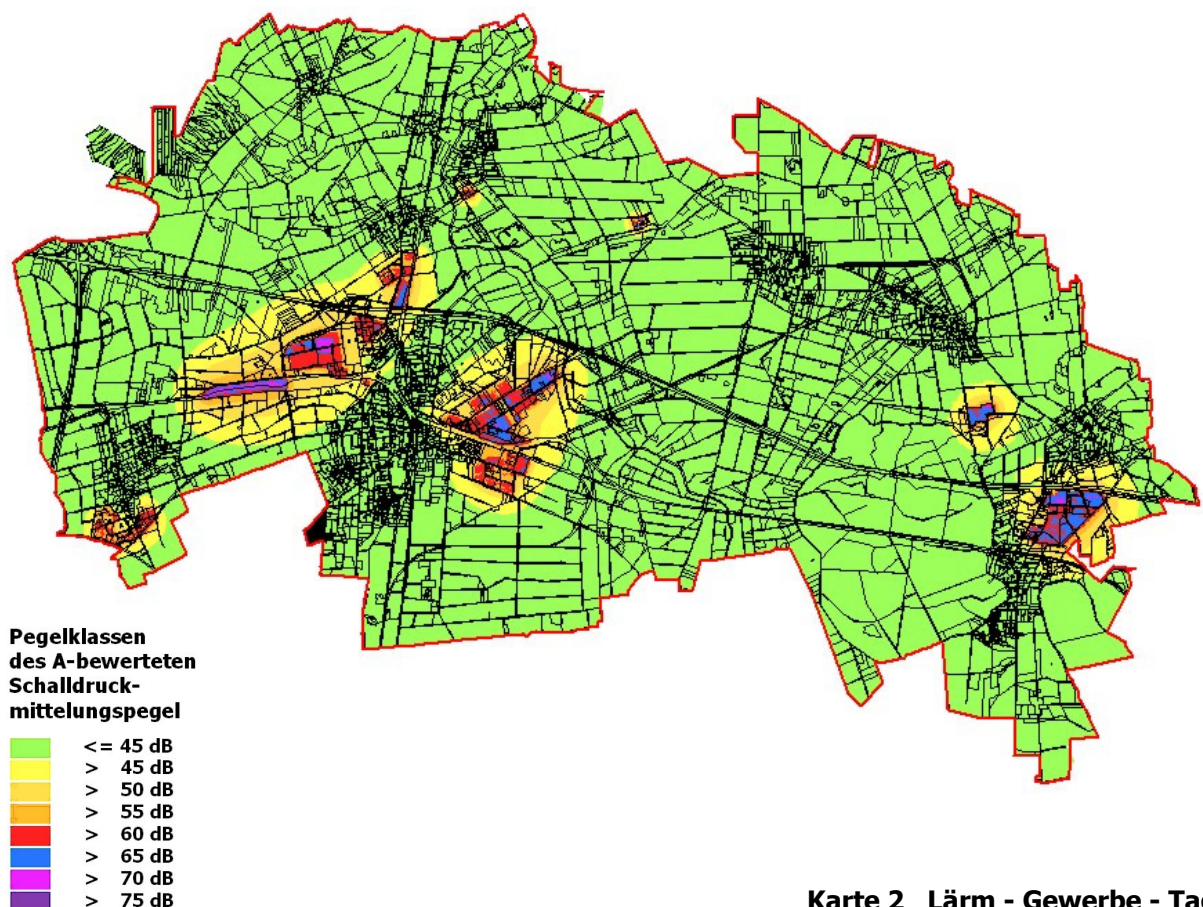 Pegelklassen
des A-bewerteten
Schalldruck-
mittelungspegel
<= 45 dB
> 45 dB
> 50 dB
> 55 dB
> 60 dB
> 65 dB
> 70 dB
> 75 dB
Karte 2 Lärm - Gewerbe - Tag